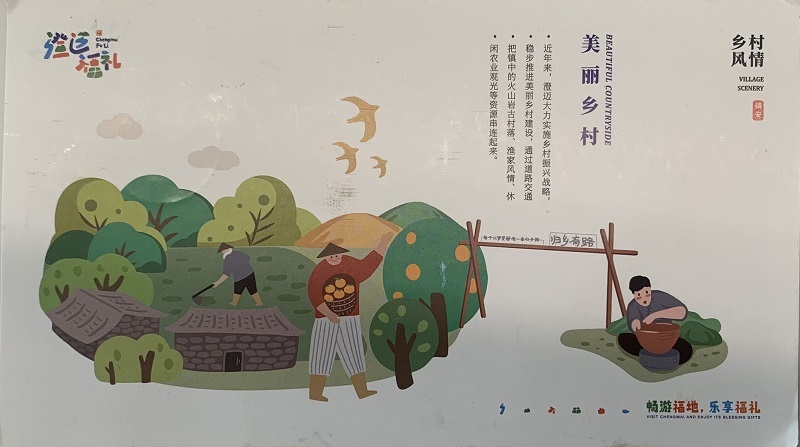 澄迈福礼
Chengmai
Fu Li
乡村
风情
VILLAGE
SCENERY
美丽乡村
BEAUTIFUL COUNTRYSIDE
近年来，澄迈大力实施乡村振兴战略，
稳步推进美丽乡村建设，通过道路交通
把镇中的火山岩古村落、渔家风情、休
闲农业观光等资源串连起来。
归乡有路
畅游福地，乐享福礼
VISIT CHENGMAI AND ENJOY ITS BLESSING GIFTS